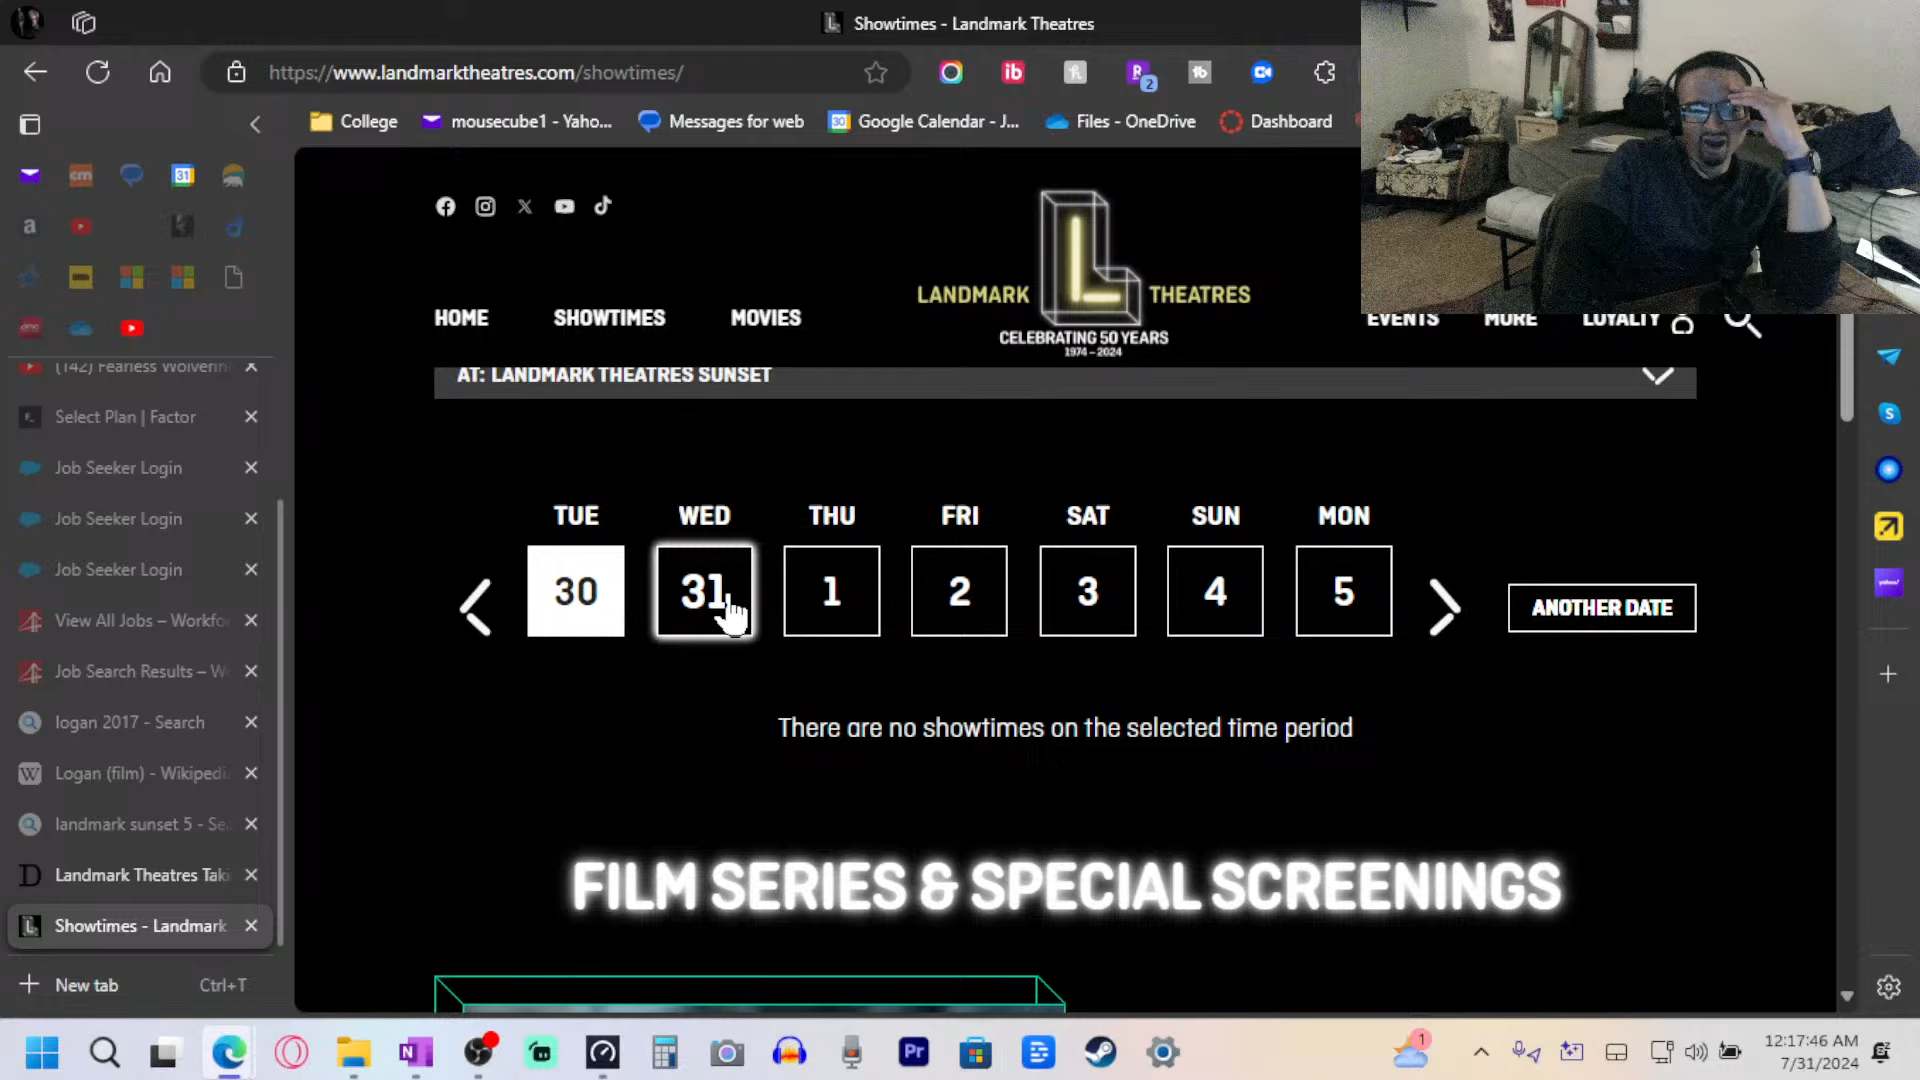 Showtimes - Landmark Theatres
https://www.landmarktheatres.com/showtimes/
College
mousecube1 - Yaho...
Messages for web
Google Calendar - J...
Files - OneDrive
Dashboard
HOME
SHOWTIMES
MOVIES
LANDMARK
THEATRES
CELEBRATING 50 YEARS
1974 - 2024
EVENTS
MORE
LOYALTY
AT: LANDMARK THEATRES SUNSET
TUE
WED
THU
FRI
SAT
SUN
MON
30
31
1
2
3
4
5
ANOTHER DATE
There are no showtimes on the selected time period
FILM SERIES & SPECIAL SCREENINGS
(142) Fearless Wolverin
Select Plan | Factor
Job Seeker Login
Job Seeker Login
Job Seeker Login
View All Jobs – Workfo
Job Search Results – W
logan 2017 - Search
Logan (film) - Wikipedi
landmark sunset 5 - Se
Landmark Theatres Taki
Showtimes - Landmark
New tab
Ctrl+T
12:17:46 AM
7/31/2024